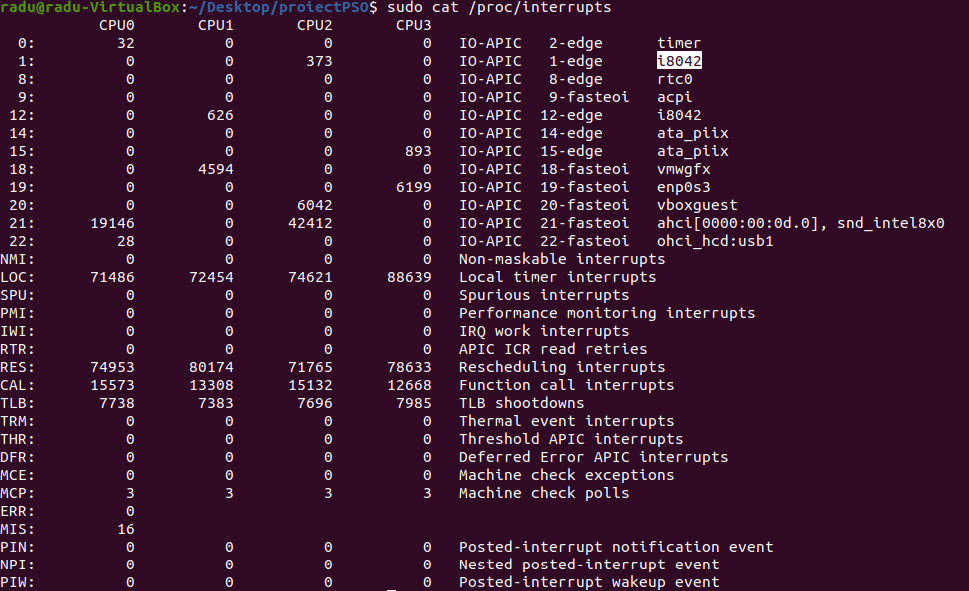 radu@radu-VirtualBox:~/Desktop/proiectPSO$ sudo cat /proc/interrupts
           CPU0       CPU1       CPU2       CPU3
  0:         32          0          0          0   IO-APIC   2-edge      timer
  1:          0          0        373          0   IO-APIC   1-edge      i8042
  8:          0          0          0          0   IO-APIC   8-edge      rtc0
  9:          0          0          0          0   IO-APIC   9-fasteoi   acpi
 12:          0        626          0          0   IO-APIC  12-edge      i8042
 14:          0          0          0          0   IO-APIC  14-edge      ata_piix
 15:          0          0          0        893   IO-APIC  15-edge      ata_piix
 18:          0       4594          0          0   IO-APIC  18-fasteoi   vmwgfx
 19:          0          0          0       6199   IO-APIC  19-fasteoi   enp0s3
 20:          0          0       6042          0   IO-APIC  20-fasteoi   vboxguest
 21:      19146          0      42412          0   IO-APIC  21-fasteoi   ahci[0000:00:0d.0], snd_intel8x0
 22:         28          0          0          0   IO-APIC  22-fasteoi   ohci_hcd:usb1
NMI:          0          0          0          0   Non-maskable interrupts
LOC:      71486      72454      74621      88639   Local timer interrupts
SPU:          0          0          0          0   Spurious interrupts
PMI:          0          0          0          0   Performance monitoring interrupts
IWI:          0          0          0          0   IRQ work interrupts
RTR:          0          0          0          0   APIC ICR read retries
RES:      74953      80174      71765      78633   Rescheduling interrupts
CAL:      15573      13308      15132      12668   Function call interrupts
TLB:       7738       7383       7696       7985   TLB shootdowns
TRM:          0          0          0          0   Thermal event interrupts
THR:          0          0          0          0   Threshold APIC interrupts
DFR:          0          0          0          0   Deferred Error APIC interrupts
MCE:          0          0          0          0   Machine check exceptions
MCP:          3          3          3          3   Machine check polls
ERR:          0
MIS:         16
PIN:          0          0          0          0   Posted-interrupt notification event
NPI:          0          0          0          0   Nested posted-interrupt event
PIW:          0          0          0          0   Posted-interrupt wakeup event